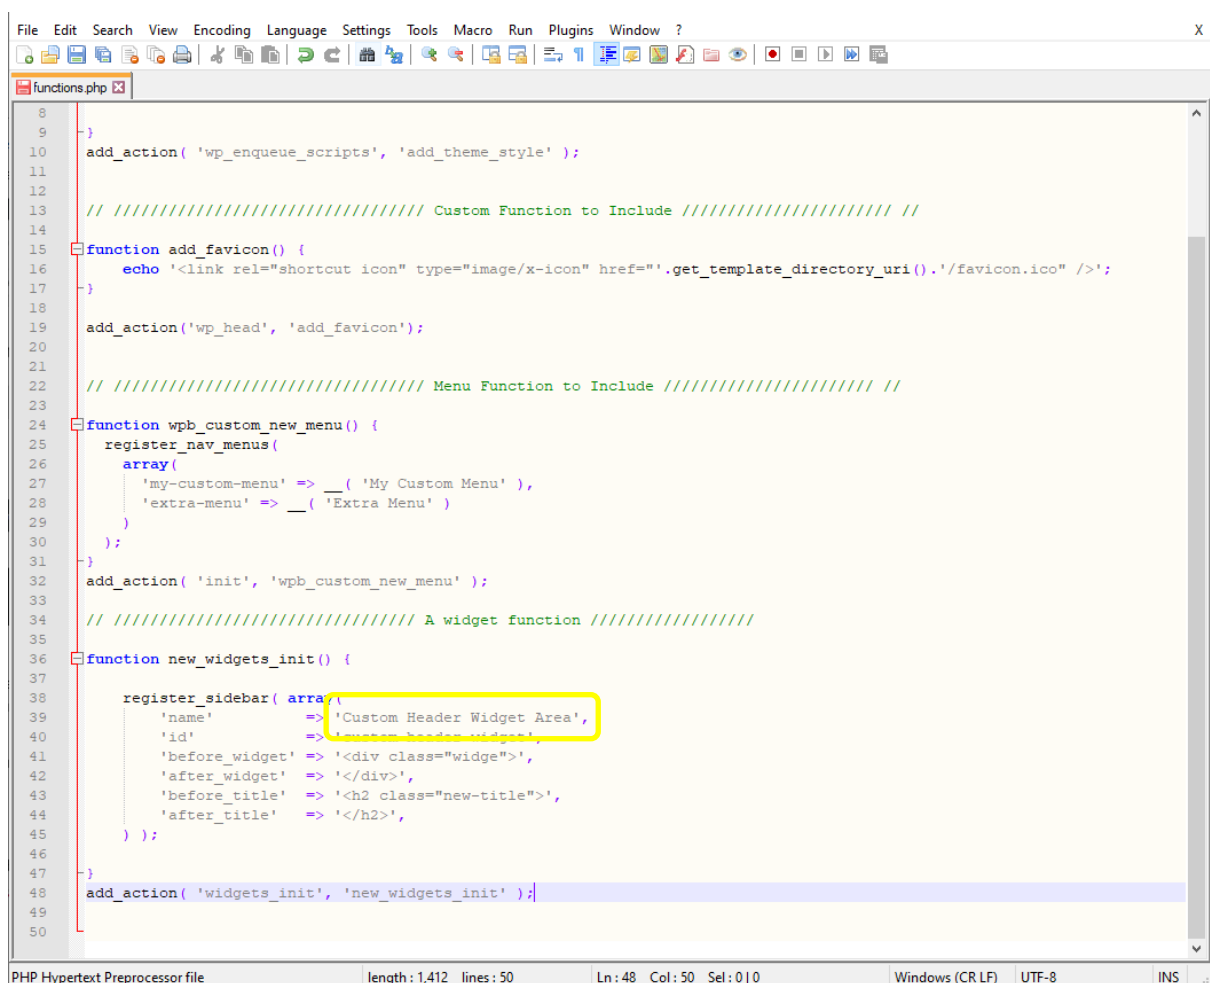 File Edit Search View Encoding Language Settings Tools Macro Run Plugins Window ? X
functions.php
8
9 }
10 add_action( 'wp_enqueue_scripts', 'add_theme_style' );
11
12
13 // ////////////////////////////////// Custom Function to Include /////////////////////// //
14
15 function add_favicon() {
16 echo '<link rel="shortcut icon" type="image/x-icon" href="'.get_template_directory_uri().'/favicon.ico" />';
17 }
18
19 add_action('wp_head', 'add_favicon');
20
21
22 // ////////////////////////////////// Menu Function to Include /////////////////////// //
23
24 function wpb_custom_new_menu() {
25 register_nav_menus(
26 array(
27 'my-custom-menu' => __( 'My Custom Menu' ),
28 'extra-menu' => __( 'Extra Menu' )
29 )
30 );
31 }
32 add_action( 'init', 'wpb_custom_new_menu' );
33
34 // ///////////////////////////////// A widget function //////////////////
35
36 function new_widgets_init() {
37
38 register_sidebar( array(
39 'name' => 'Custom Header Widget Area',
40 'id' => 'custom-header-widget',
41 'before_widget' => '<div class="widge">',
42 'after_widget' => '</div>',
43 'before_title' => '<h2 class="new-title">',
44 'after_title' => '</h2>',
45 ) );
46
47 }
48 add_action( 'widgets_init', 'new_widgets_init' );
49
50
PHP Hypertext Preprocessor file length : 1,412 lines : 50 Ln : 48 Col : 50 Sel : 0 | 0 Windows (CR LF) UTF-8 INS